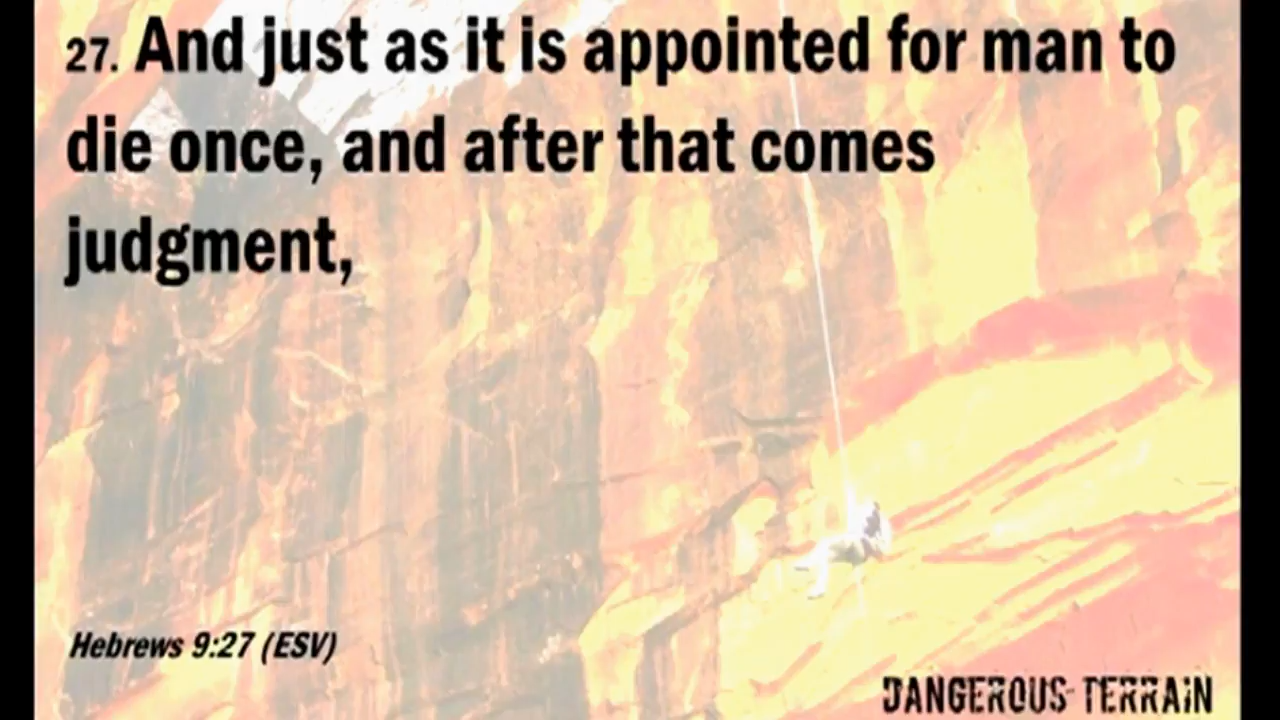 27. And just as it is appointed for man to
die once, and after that comes
judgment,
Hebrews 9:27 (ESV)
DANGEROUS TERRAIN